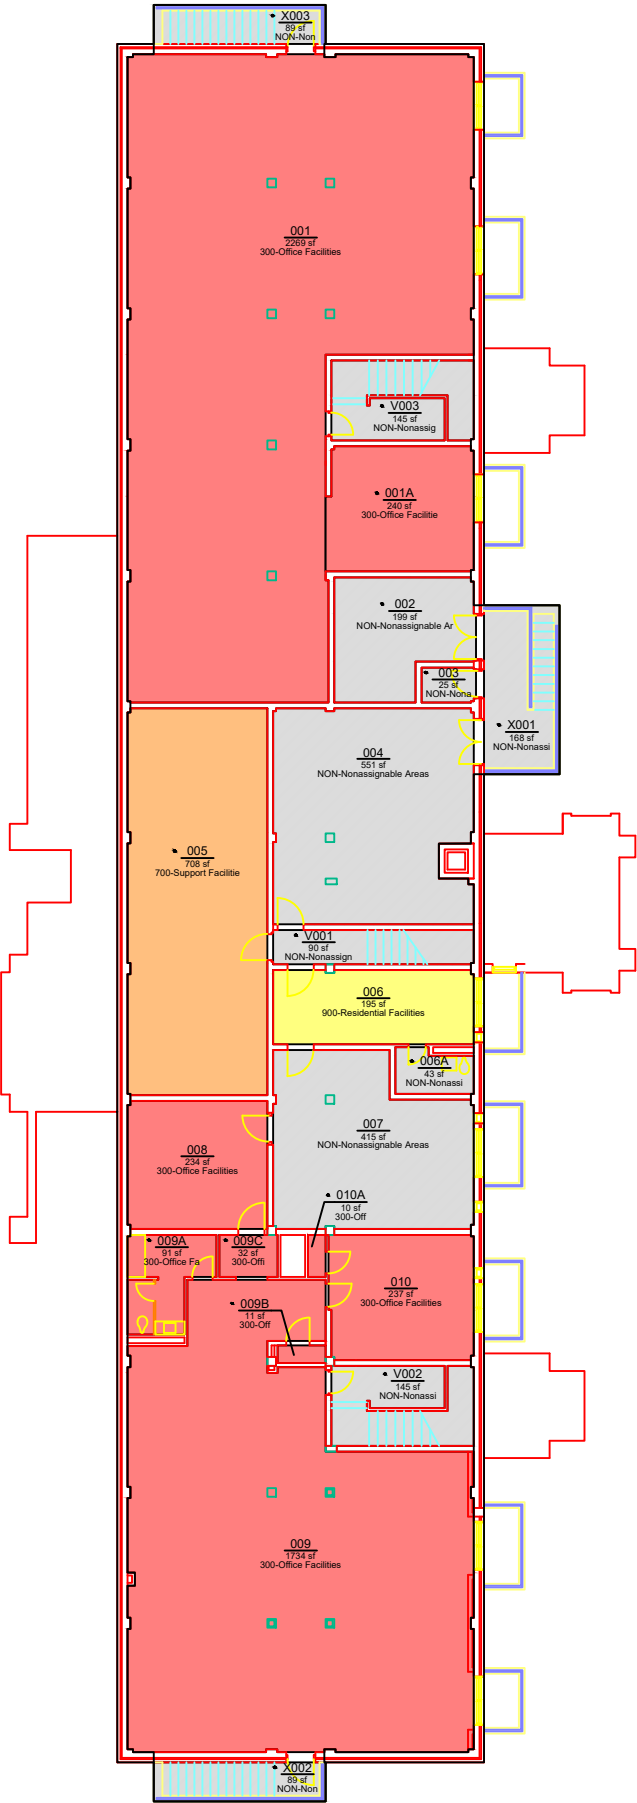 X003
89 sf
NON-Non
001
2269 sf
300-Office Facilities
V003
145 sf
NON-Nonassig
001A
240 sf
300-Office Facilitie
002
199 sf
NON-Nonassignable Ar
003
25 sf
NON-Nona
X001
168 sf
NON-Nonassi
004
551 sf
NON-Nonassignable Areas
005
708 sf
700-Support Facilitie
V001
90 sf
NON-Nonassign
006
195 sf
900-Residential Facilities
006A
43 sf
NON-Nonassi
007
415 sf
NON-Nonassignable Areas
008
234 sf
300-Office Facilities
010A
10 sf
300-Off
009A
91 sf
300-Office Fa
009C
32 sf
300-Offi
010
237 sf
300-Office Facilities
009B
11 sf
300-Off
V002
145 sf
NON-Nonassi
009
1734 sf
300-Office Facilities
X002
89 sf
NON-Non